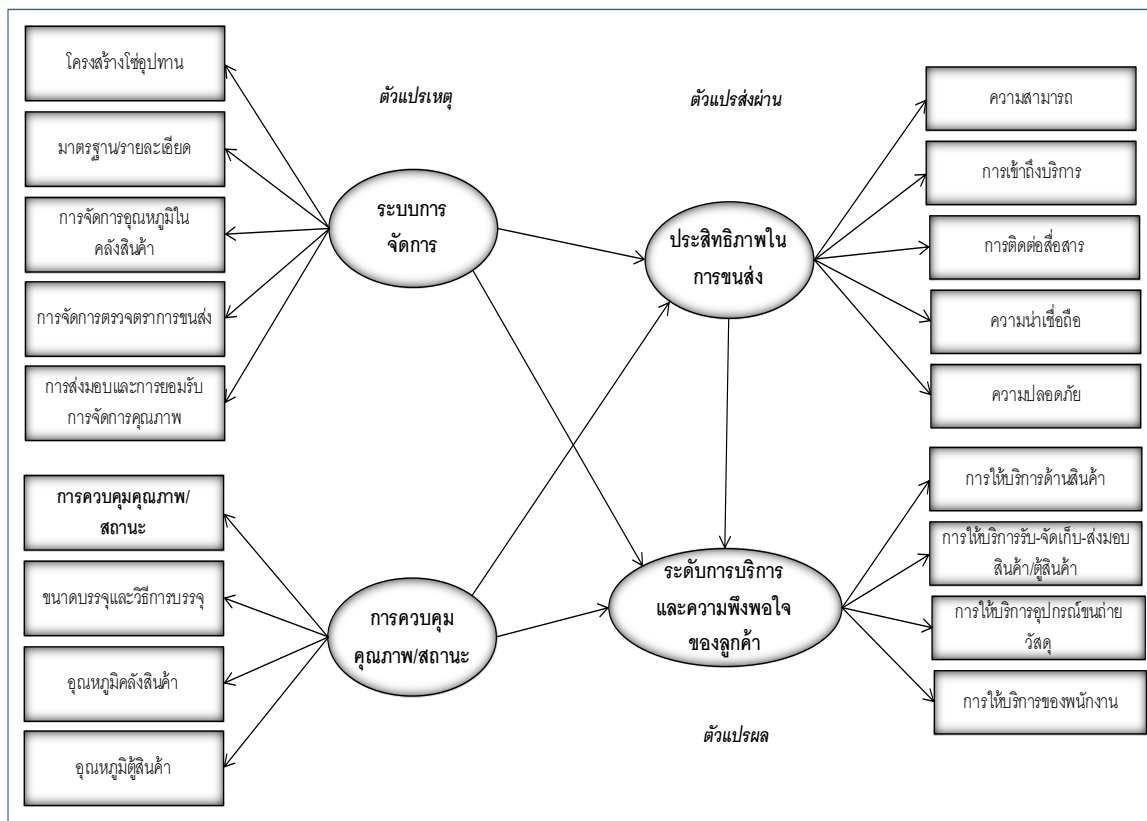 โครงสร้างโซ่อุปทาน
มาตรฐาน/รายละเอียด
การจัดการอุณหภูมิใน
คลังสินค้า
การจัดการตรวจตราการขนส่ง
การส่งมอบและการยอมรับ
การจัดการคุณภาพ
การควบคุมคุณภาพ/
สถานะ
ขนาดบรรจุและวิธีการบรรจุ
อุณหภูมิคลังสินค้า
อุณหภูมิตู้สินค้า
ตัวแปรเหตุ
ระบบการ
จัดการ
การควบคุม
คุณภาพ/สถานะ
ตัวแปรส่งผ่าน
ประสิทธิภาพใน
การขนส่ง
ระดับการบริการ
และความพึงพอใจ
ของลูกค้า
ตัวแปรผล
ความสามารถ
การเข้าถึงบริการ
การติดต่อสื่อสาร
ความน่าเชื่อถือ
ความปลอดภัย
การให้บริการด้านสินค้า
การให้บริการรับ-จัดเก็บ-ส่งมอบ
สินค้า/ตู้สินค้า
การให้บริการอุปกรณ์ขนถ่าย
วัสดุ
การให้บริการของพนักงาน